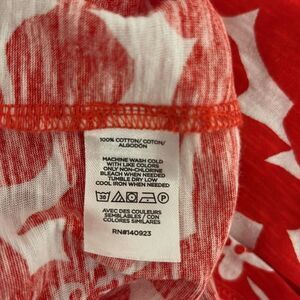 100% COTTON/ COTON/
ALGODÓN
MACHINE WASH COLD
WITH LIKE COLORS
ONLY NON-CHLORINE
BLEACH WHEN NEEDED
TUMBLE DRY LOW
COOL IRON WHEN NEEDED
30 P
AVEC DES COULEURS
SEMBLABLES / CON
COLORES SIMILARES
RN#140923